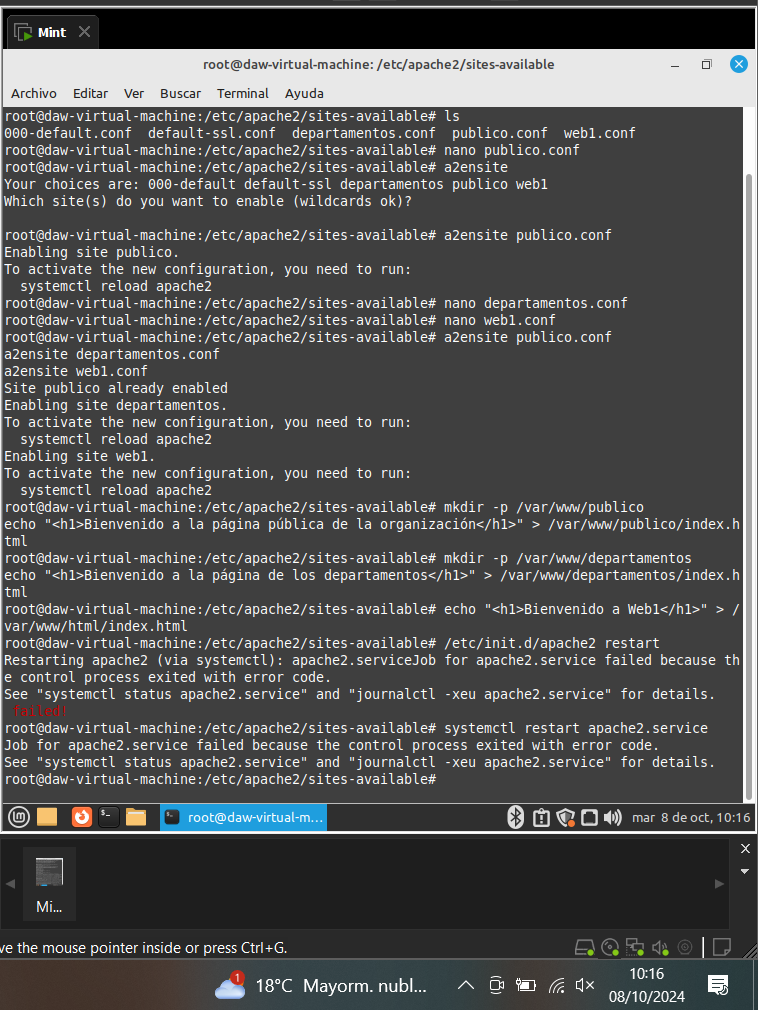 Mint
root@daw-virtual-machine: /etc/apache2/sites-available
Archivo Editar Ver Buscar Terminal Ayuda
root@daw-virtual-machine:/etc/apache2/sites-available# ls
000-default.conf  default-ssl.conf  departamentos.conf  publico.conf  web1.conf
root@daw-virtual-machine:/etc/apache2/sites-available# nano publico.conf
root@daw-virtual-machine:/etc/apache2/sites-available# a2ensite
Your choices are: 000-default default-ssl departamentos publico web1
Which site(s) do you want to enable (wildcards ok)?
root@daw-virtual-machine:/etc/apache2/sites-available# a2ensite publico.conf
Enabling site publico.
To activate the new configuration, you need to run:
  systemctl reload apache2
root@daw-virtual-machine:/etc/apache2/sites-available# nano departamentos.conf
root@daw-virtual-machine:/etc/apache2/sites-available# nano web1.conf
root@daw-virtual-machine:/etc/apache2/sites-available# a2ensite publico.conf
a2ensite departamentos.conf
a2ensite web1.conf
Site publico already enabled
Enabling site departamentos.
To activate the new configuration, you need to run:
  systemctl reload apache2
Enabling site web1.
To activate the new configuration, you need to run:
  systemctl reload apache2
root@daw-virtual-machine:/etc/apache2/sites-available# mkdir -p /var/www/publico
echo "<h1>Bienvenido a la página pública de la organización</h1>" > /var/www/publico/index.h
tml
root@daw-virtual-machine:/etc/apache2/sites-available# mkdir -p /var/www/departamentos
echo "<h1>Bienvenido a la página de los departamentos</h1>" > /var/www/departamentos/index.h
tml
root@daw-virtual-machine:/etc/apache2/sites-available# echo "<h1>Bienvenido a Web1</h1>" > /
var/www/html/index.html
root@daw-virtual-machine:/etc/apache2/sites-available# /etc/init.d/apache2 restart
Restarting apache2 (via systemctl): apache2.serviceJob for apache2.service failed because th
e control process exited with error code.
See "systemctl status apache2.service" and "journalctl -xeu apache2.service" for details.
 failed!
root@daw-virtual-machine:/etc/apache2/sites-available# systemctl restart apache2.service
Job for apache2.service failed because the control process exited with error code.
See "systemctl status apache2.service" and "journalctl -xeu apache2.service" for details.
root@daw-virtual-machine:/etc/apache2/sites-available#
root@daw-virtual-m...
mar 8 de oct, 10:16
Mi...
ve the mouse pointer inside or press Ctrl+G.
1
18°C Mayorm. nubl...
10:16
08/10/2024